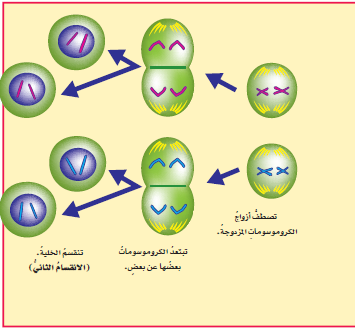 تصطفُّ أزواجُ
الكروموسوماتِ المزدوجةُ.
تبتعدُ الكروموسوماتُ
بعضُها عن بعضٍ.
تنقسمُ الخليةُ.
(الانقسامُ الثانيُّ)